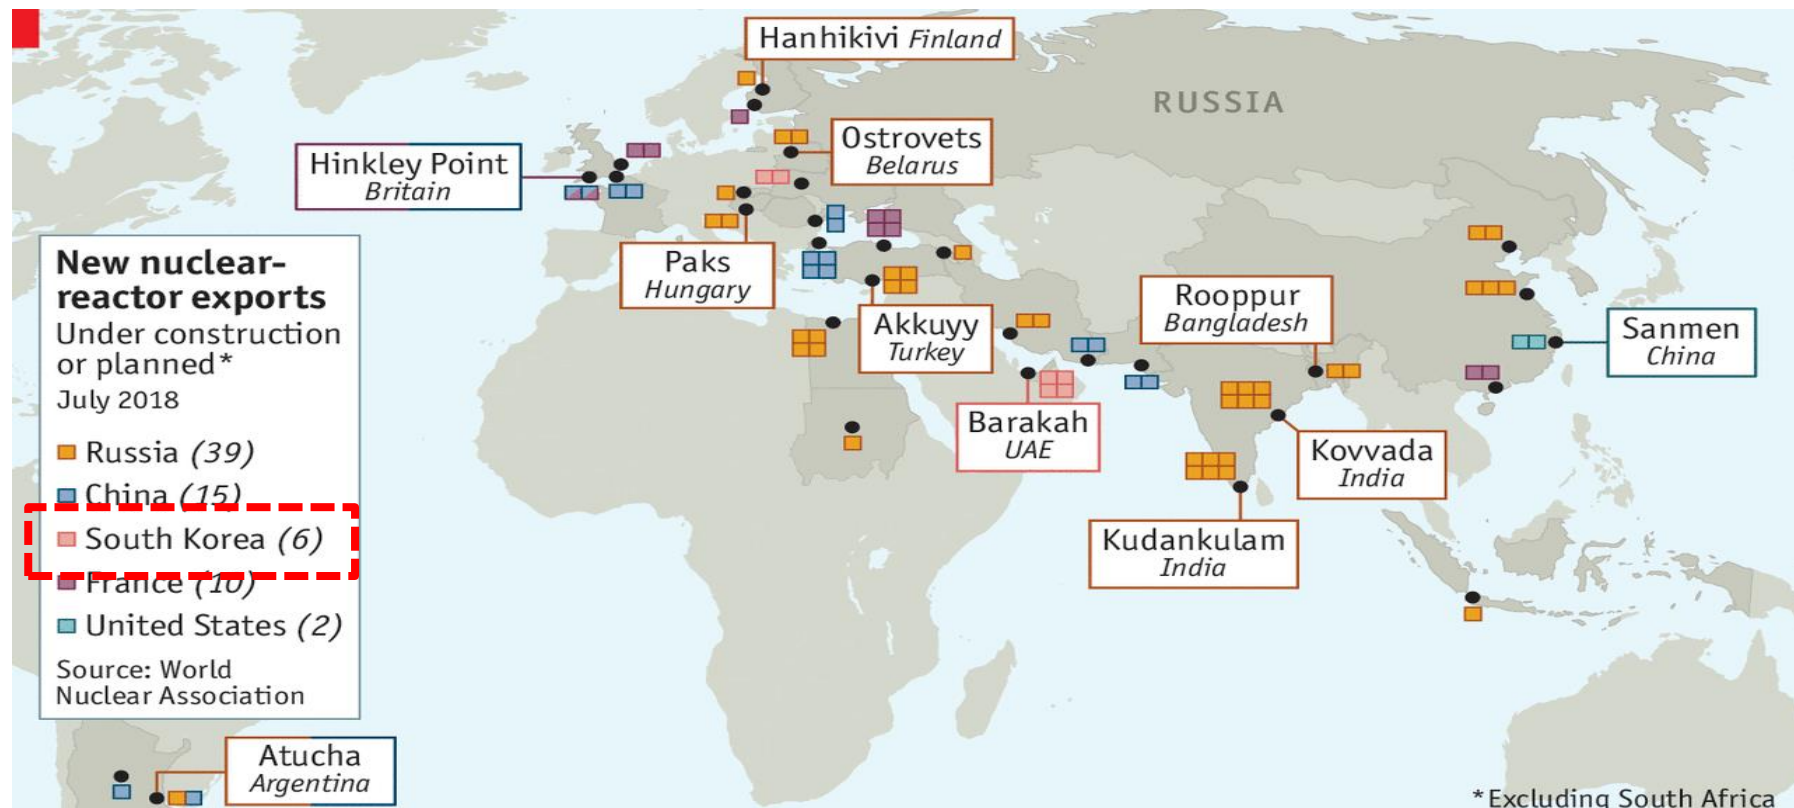 Hanhikivi Finland
RUSSIA
Ostrovets
Belarus
Hinkley Point
Britain
New nuclear-
reactor exports
Under construction
or planned*
July 2018
Russia (39)
China (15)
South Korea (6)
France (10)
United States (2)
Source: World
Nuclear Association
Paks
Hungary
Akkuyy
Turkey
Rooppur
Bangladesh
Sanmen
China
Barakah
UAE
Kovvada
India
Kudankulam
India
Atucha
Argentina
*Excluding South Africa